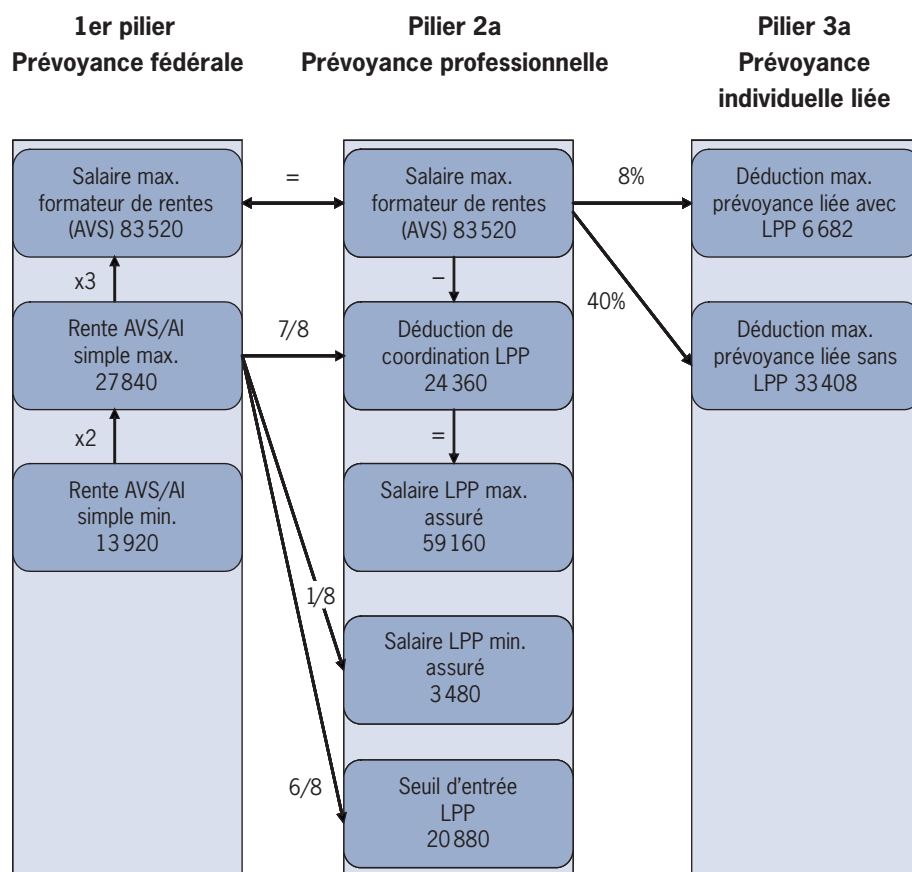 1er pilier
Prévoyance fédérale
Pilier 2a
Prévoyance professionnelle
Pilier 3a
Prévoyance
individuelle liée
Salaire max.
formateur de rentes
(AVS) 83 520
=
Salaire max.
formateur de rentes
(AVS) 83 520
8%
Déduction max.
prévoyance liée avec
LPP 6 682
x3
–
40%
Rente AVS/AI
simple max.
27 840
7/8
Déduction de
coordination LPP
24 360
Déduction max.
prévoyance liée sans
LPP 33 408
x2
=
Rente AVS/AI
simple min.
13 920
Salaire LPP max.
assuré
59 160
1/8
Salaire LPP min.
assuré
3 480
6/8
Seuil d'entrée
LPP
20 880